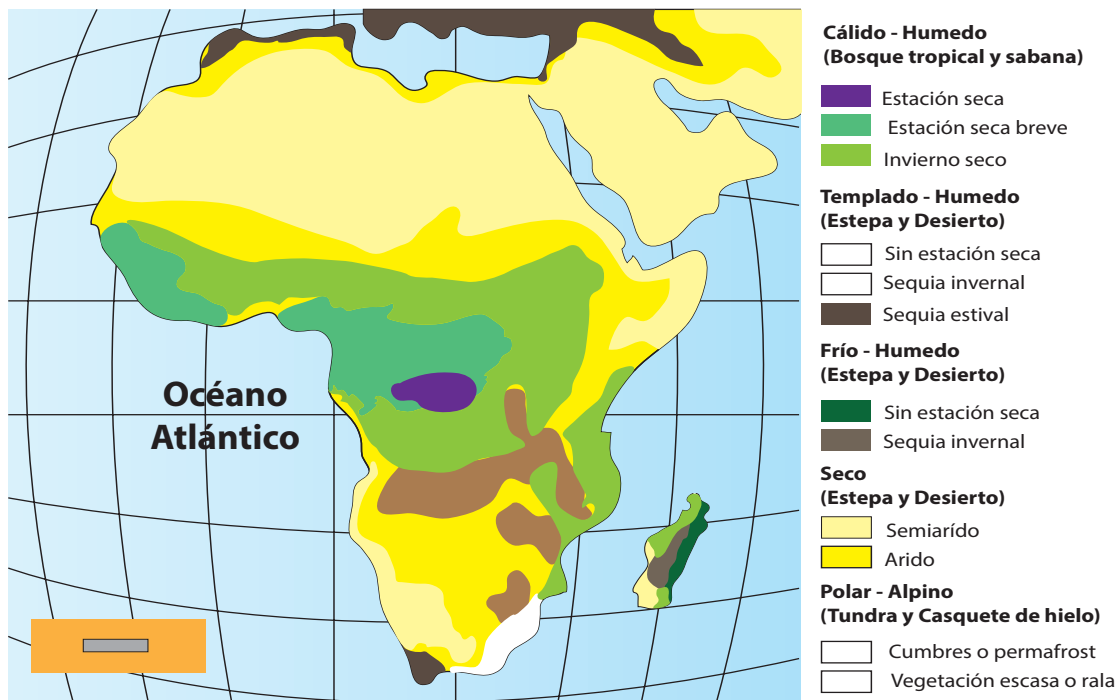 Océano
Atlántico
Cálido - Humedo
(Bosque tropical y sabana)
Estación seca
Estación seca breve
Invierno seco
Templado - Humedo
(Estepa y Desierto)
Sin estación seca
Sequia invernal
Sequia estival
Frío - Humedo
(Estepa y Desierto)
Sin estación seca
Sequia invernal
Seco
(Estepa y Desierto)
Semiarído
Arido
Polar - Alpino
(Tundra y Casquete de hielo)
Cumbres o permafrost
Vegetación escasa o rala